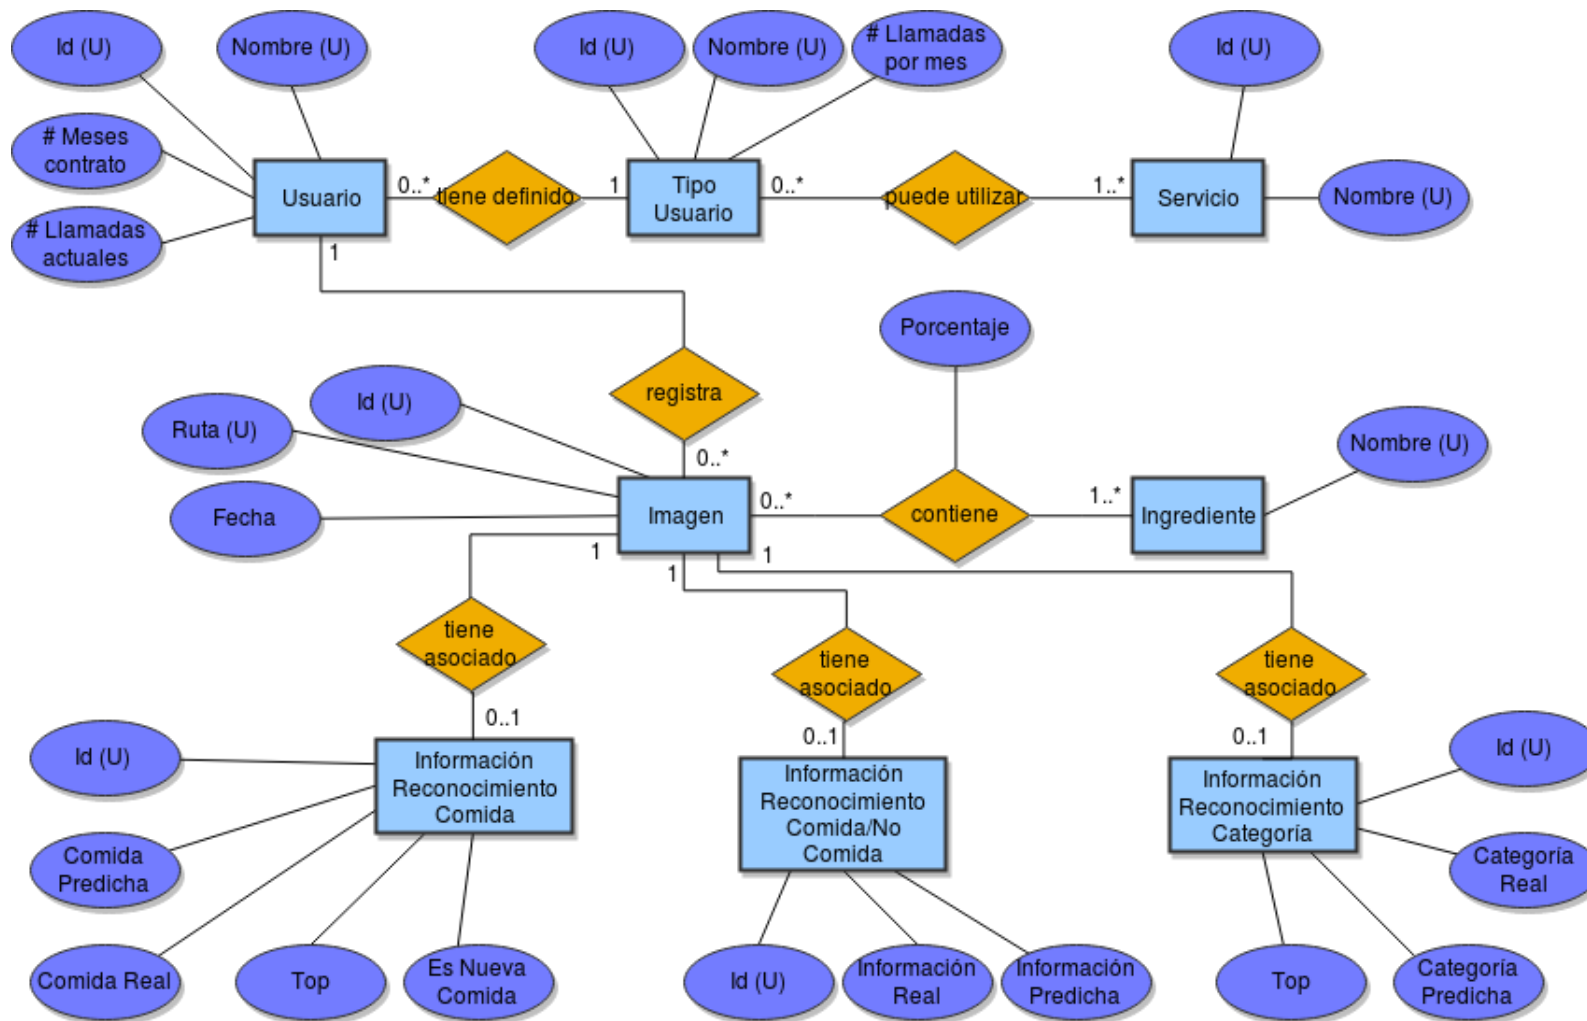 Id (U)
Nombre (U)
Id (U)
Nombre (U)
# Llamadas
por mes
Id (U)
# Meses
contrato
Usuario
0..*
tiene definido
1
Tipo
Usuario
0..*
puede utilizar
1..*
Servicio
Nombre (U)
# Llamadas
actuales
1
Porcentaje
registra
Id (U)
Ruta (U)
Nombre (U)
0..*
Fecha
Imagen
0..*
contiene
1..*
Ingrediente
1
1
1
tiene
asociado
tiene
asociado
tiene
asociado
0..1
0..1
0..1
Id (U)
Información
Reconocimiento
Comida
Información
Reconocimiento
Comida/No
Comida
Información
Reconocimiento
Categoría
Id (U)
Comida
Predicha
Categoría
Real
Comida Real
Top
Es Nueva
Comida
Id (U)
Información
Real
Información
Predicha
Top
Categoría
Predicha